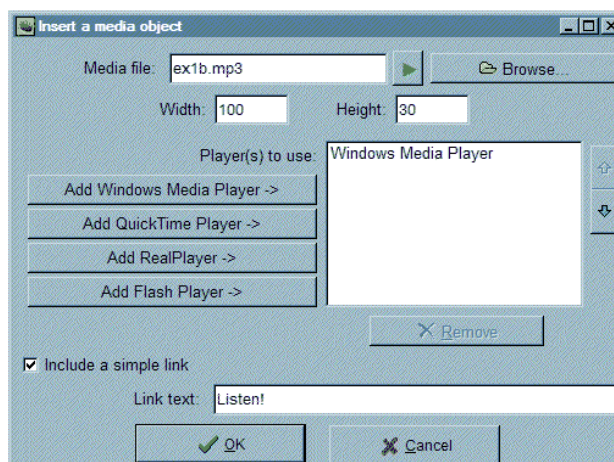 Insert a media object
Media file: ex1b.mp3 Browse...
Width: 100 Height: 30
Player(s) to use: Windows Media Player
Add Windows Media Player ->
Add QuickTime Player ->
Add RealPlayer ->
Add Flash Player ->
Remove
Include a simple link
Link text: Listen!
OK Cancel